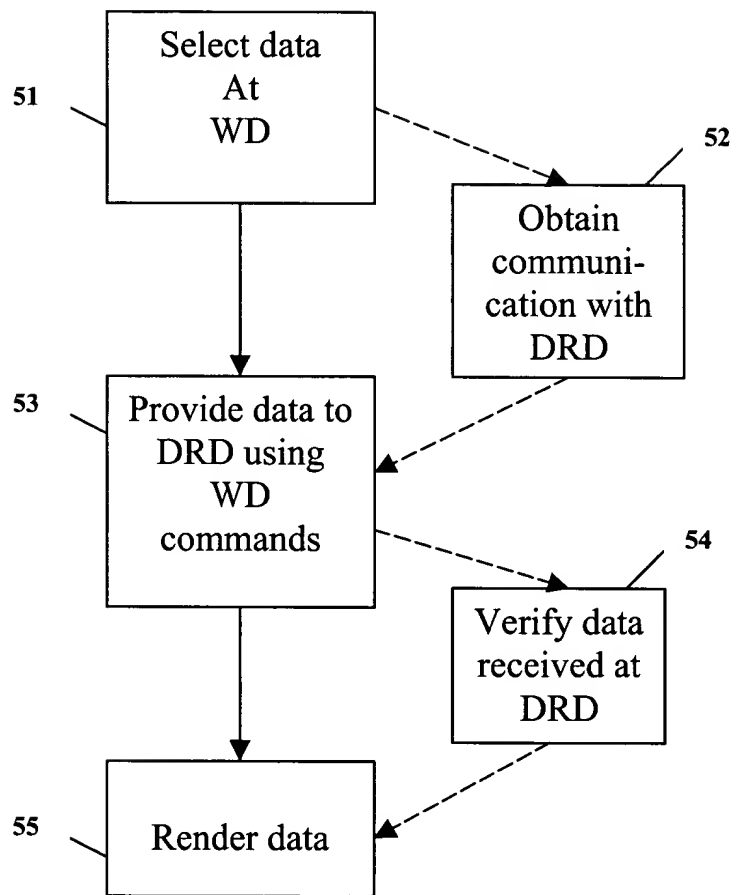 51
Select data
At
WD
52
Obtain
communi-
cation with
DRD
53
Provide data to
DRD using
WD
commands
54
Verify data
received at
DRD
55
Render data